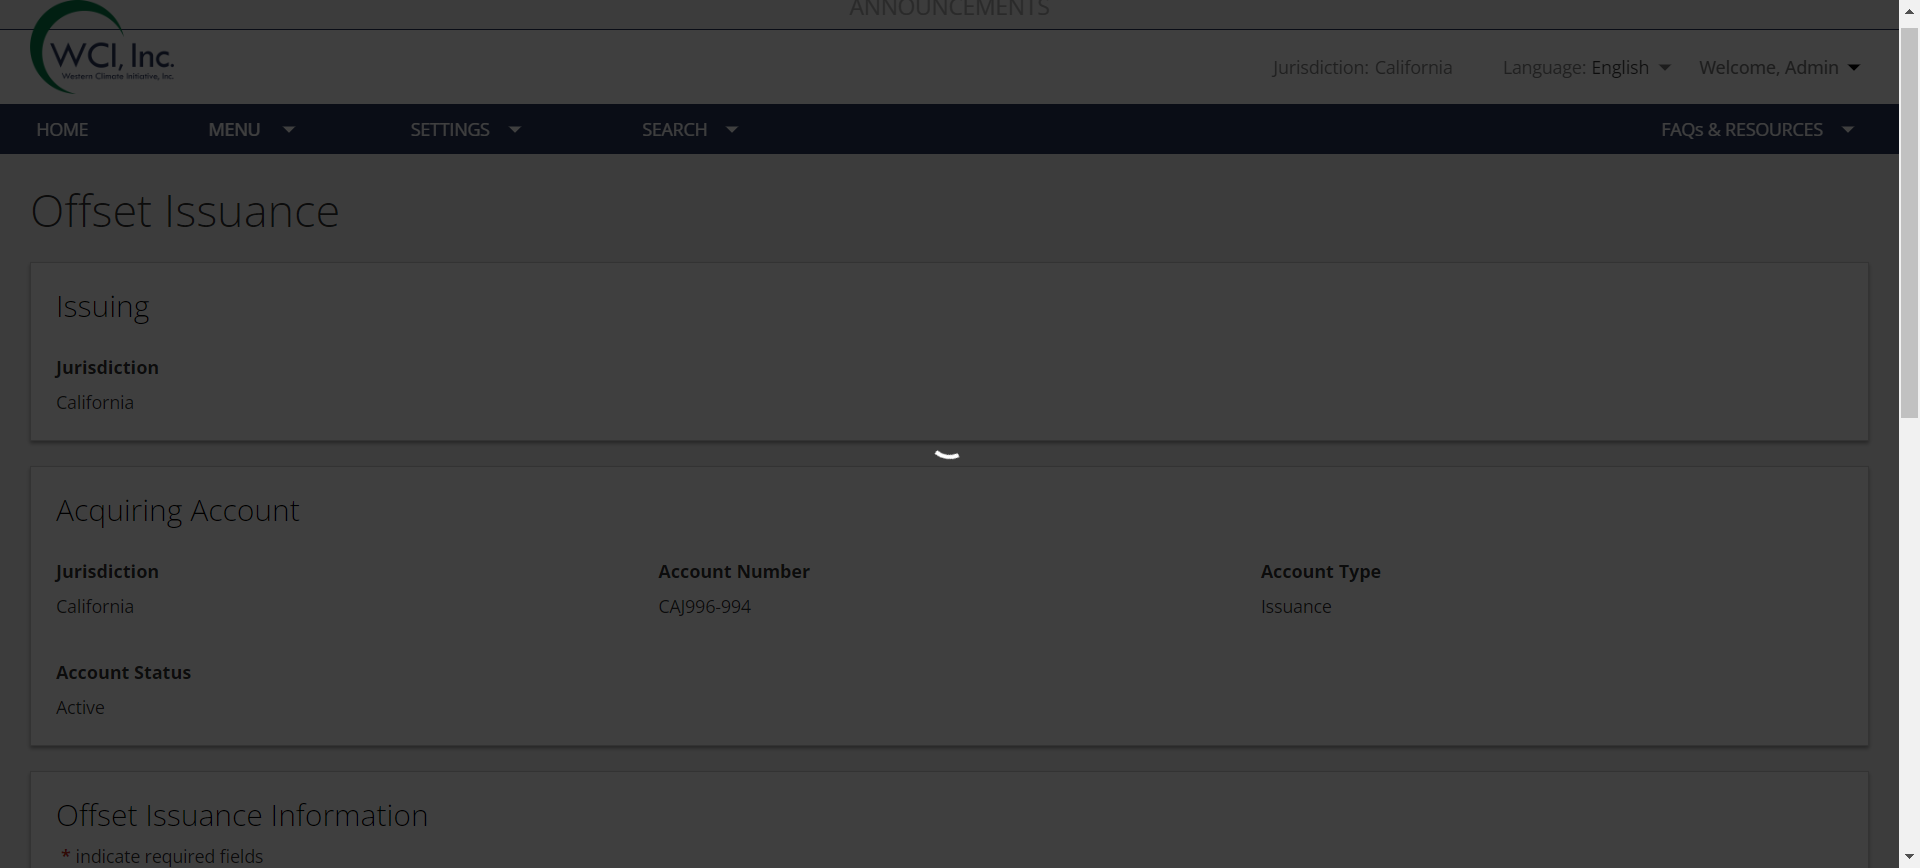 ANNOUNCEMENTS
WCI, Inc.
Western Climate Initiative, Inc.
Jurisdiction: California
Language: English
Welcome, Admin
HOME
MENU
SETTINGS
SEARCH
FAQs & RESOURCES
Offset Issuance
Issuing
Jurisdiction
California
Acquiring Account
Jurisdiction
Account Number
Account Type
California
CAJ996-994
Issuance
Account Status
Active
Offset Issuance Information
* indicate required fields